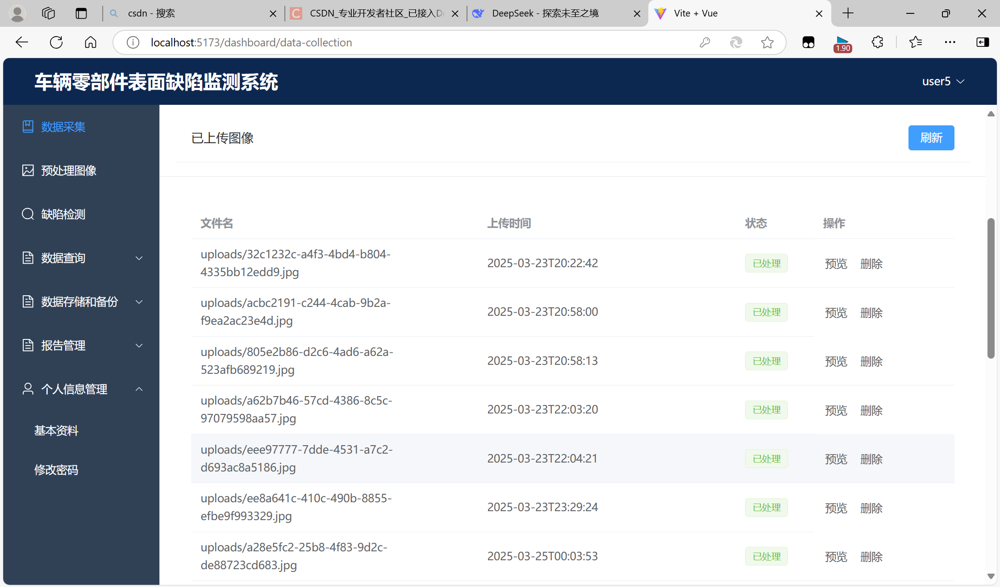 csdn - 搜索
CSDN_专业开发者社区_已接入D
DeepSeek - 探索未至之境
Vite + Vue
localhost:5173/dashboard/data-collection
1.90
车辆零部件表面缺陷监测系统
user5
数据采集
预处理图像
缺陷检测
数据查询
数据存储和备份
报告管理
个人信息管理
基本资料
修改密码
已上传图像
刷新
文件名 上传时间 状态 操作
uploads/32c1232c-a4f3-4bd4-b804-
4335bb12edd9.jpg
2025-03-23T20:22:42 已处理 预览 删除
uploads/acbc2191-c244-4cab-9b2a-
f9ea2ac23e4d.jpg
2025-03-23T20:58:00 已处理 预览 删除
uploads/805e2b86-d2c6-4ad6-a62a-
523afb689219.jpg
2025-03-23T20:58:13 已处理 预览 删除
uploads/a62b7b46-57cd-4386-8c5c-
97079598aa57.jpg
2025-03-23T22:03:20 已处理 预览 删除
uploads/eee97777-7dde-4531-a7c2-
d693ac8a5186.jpg
2025-03-23T22:04:21 已处理 预览 删除
uploads/ee8a641c-410c-490b-8855-
efbe9f993329.jpg
2025-03-23T23:29:24 已处理 预览 删除
uploads/a28e5fc2-25b8-4f83-9d2c-
de88723cd683.jpg
2025-03-25T00:03:53 已处理 预览 删除